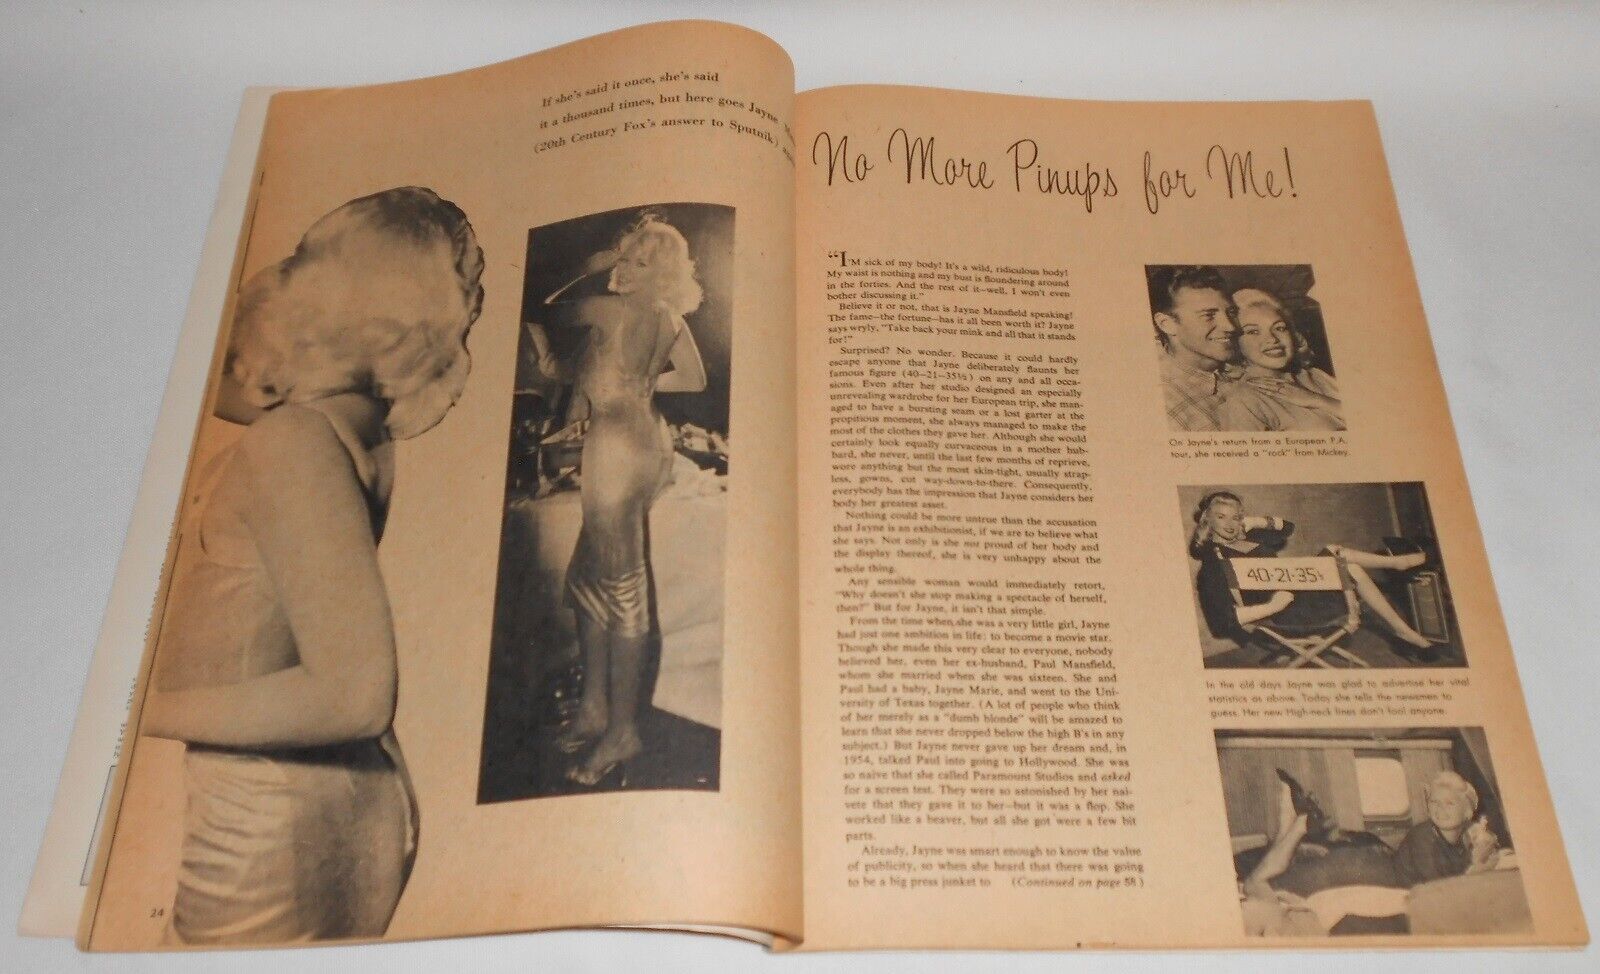 If she's said it once, she's said
it a thousand times, but here goes Jayne
(20th Century Fox's answer to Sputnik)
No More Pinups for Me!
"I'M sick of my body! It's a wild, ridiculous body!
My waist is nothing and my bust is floundering around
in the forties. And the rest of it—well, I won't even
bother discussing it."
Believe it or not, that is Jayne Mansfield speaking!
The fame—the fortune—has it all been worth it? Jayne
says wryly, "Take back your mink and all that it stands
for!"
Surprised? No wonder. Because it could hardly
escape anyone that Jayne deliberately flaunts her
famous figure (40—21—35½) on any and all occa-
sions. Even after her studio designed an especially
unrevealing wardrobe for her European trip, she man-
aged to have a bursting seam or a lost garter at the
propitious moment, she always managed to make the
most of the clothes they gave her. Although she would
certainly look equally curvaceous in a mother hub-
bard, she never, until the last few months of reprieve,
wore anything but the most skin-tight, usually strap-
less, gowns, cut way-down-to-there. Consequently,
everybody has the impression that Jayne considers her
body her greatest asset.
Nothing could be more untrue than the accusation
that Jayne is an exhibitionist, if we are to believe what
she says. Not only is she not proud of her body and
the display thereof, she is very unhappy about the
whole thing.
Any sensible woman would immediately retort,
"Why doesn't she stop making a spectacle of herself,
then?" But for Jayne, it isn't that simple.
From the time when she was a very little girl, Jayne
had just one ambition in life: to become a movie star.
Though she made this very clear to everyone, nobody
believed her, even her ex-husband, Paul Mansfield,
whom she married when she was sixteen. She and
Paul had a baby, Jayne Marie, and went to the Uni-
versity of Texas together. (A lot of people who think
of her merely as a "dumb blonde" will be amazed to
learn that she never dropped below the high B's in any
subject.) But Jayne never gave up her dream and, in
1954, talked Paul into going to Hollywood. She was
so naive that she called Paramount Studios and asked
for a screen test. They were so astonished by her nai-
vete that they gave it to her—but it was a flop. She
worked like a beaver, but all she got were a few bit
parts.
Already, Jayne was smart enough to know the value
of publicity, so when she heard that there was going
to be a big press junket to (Continued on page 58)
On Jayne's return from a European P.A.
tour, she received a "rock" from Mickey.
40-21-35½
In the old days Jayne was glad to advertise her vital
statistics as above. Today she tells the newsmen to
guess. Her new High-neck lines don't fool anyone.
24